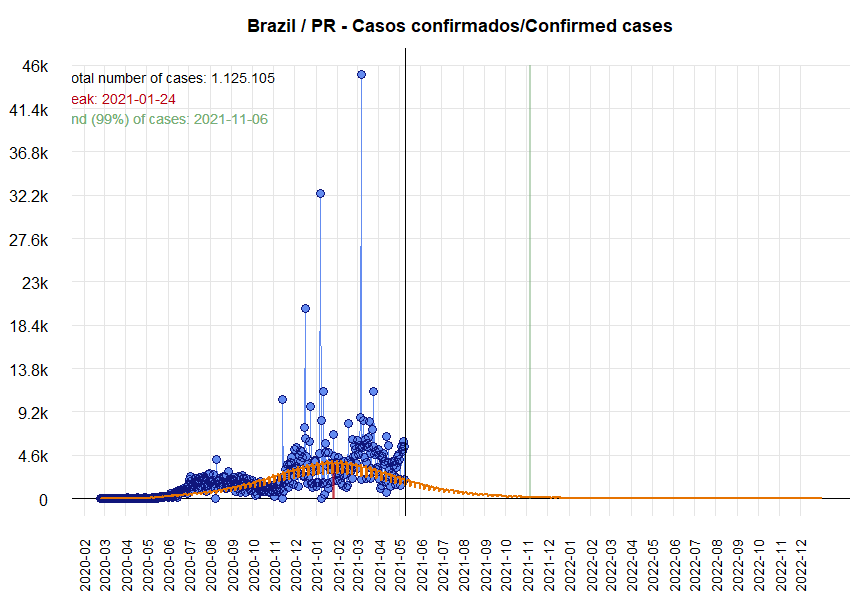 Brazil / PR - Casos confirmados/Confirmed cases
46k
otal number of cases: 1.125.105
eak: 2021-01-24
41.4k
nd (99%) of cases: 2021-11-06
36.8k
32.2k
27.6k
23k
18.4k
13.8k
9.2k
4.6k
0
2020-02
2020-03
2020-04
2020-05
2020-06
2020-07
2020-08
2020-09
2020-10
2020-11
2020-12
2021-01
2021-02
2021-03
2021-04
2021-05
2021-06
2021-07
2021-08
2021-09
2021-10
2021-11
2021-12
2022-01
2022-02
2022-03
2022-04
2022-05
2022-06
2022-07
2022-08
2022-09
2022-10
2022-11
2022-12